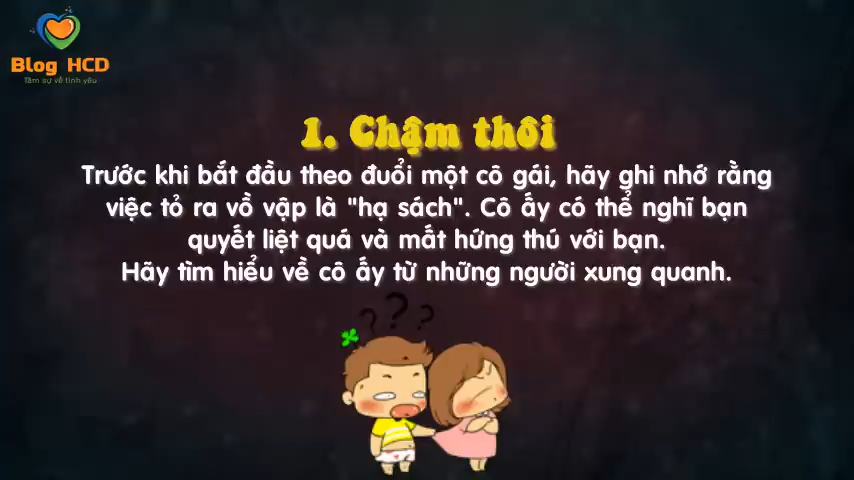 Blog HCD
Tâm sự về tình yêu
1. Chậm thôi
Trước khi bắt đầu theo đuổi một cô gái, hãy ghi nhớ rằng
việc tỏ ra vồ vập là "hạ sách". Cô ấy có thể nghĩ bạn
quyết liệt quá và mất hứng thú với bạn.
Hãy tìm hiểu về cô ấy từ những người xung quanh.
???